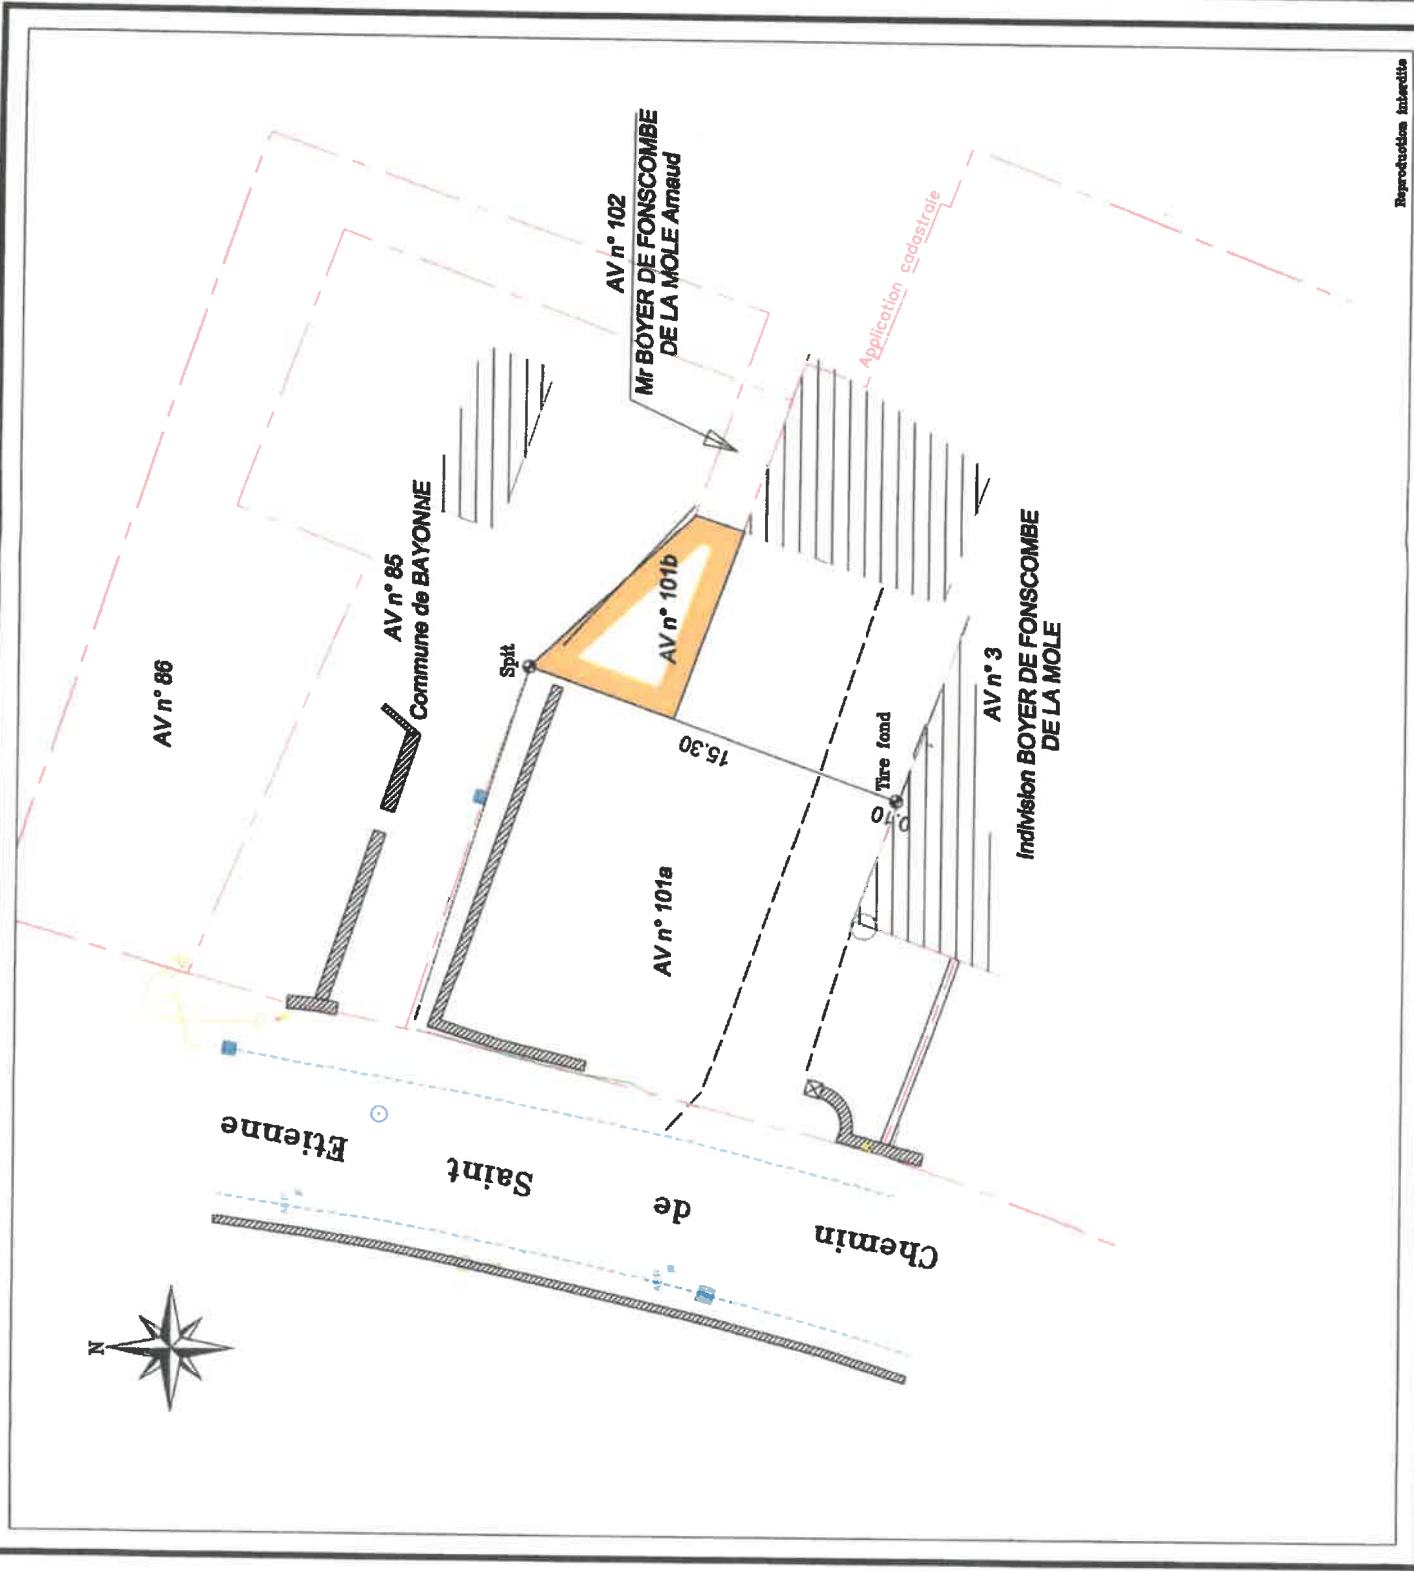 N
AV n° 86
AV n° 85
Commune de BAYONNE
Spit
AV n° 102
Mr BOYER DE FONSCOMBE
DE LA MOLE Arnaud
AV n° 101b
15.30
Application cadastrale
AV n° 101a
Tire fond
0.10
AV n° 3
Indivision BOYER DE FONSCOMBE
DE LA MOLE
Chemin de Saint Etienne
Reproduction interdite